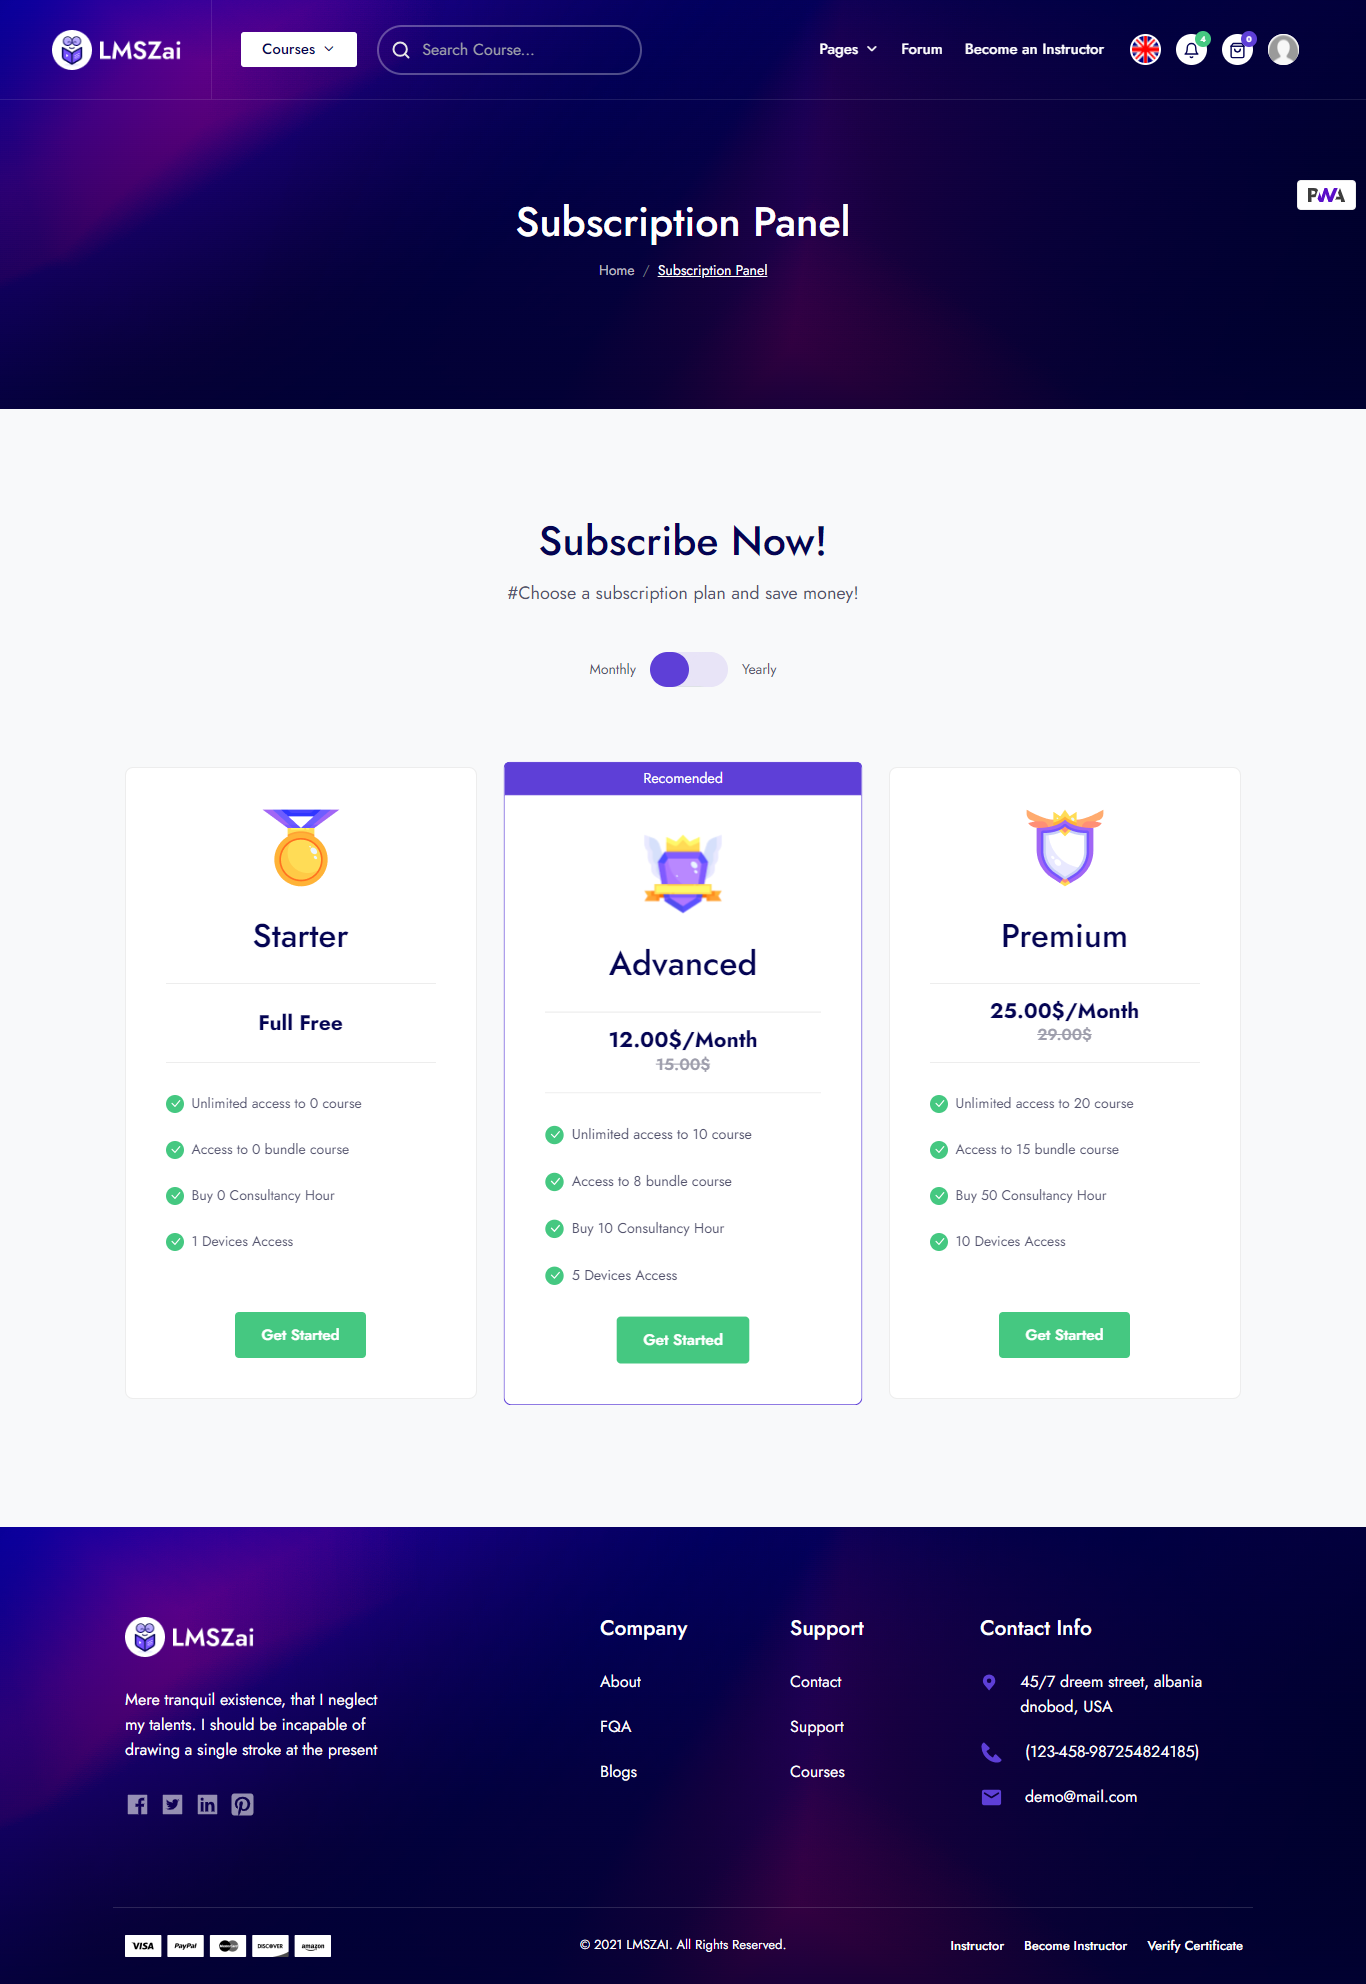 LMSZai
Courses
Search Course...
Pages
Forum
Become an Instructor
4
0
PWA
Subscription Panel
Home / Subscription Panel
Subscribe Now!
#Choose a subscription plan and save money!
Monthly
Yearly
Starter
Full Free
Unlimited access to 0 course
Access to 0 bundle course
Buy 0 Consultancy Hour
1 Devices Access
Get Started
Recomended
Advanced
12.00$/Month
15.00$
Unlimited access to 10 course
Access to 8 bundle course
Buy 10 Consultancy Hour
5 Devices Access
Get Started
Premium
25.00$/Month
29.00$
Unlimited access to 20 course
Access to 15 bundle course
Buy 50 Consultancy Hour
10 Devices Access
Get Started
LMSZai
Mere tranquil existence, that I neglect
my talents. I should be incapable of
drawing a single stroke at the present
Company
About
FQA
Blogs
Support
Contact
Support
Courses
Contact Info
45/7 dreem street, albania
dnobod, USA
(123-458-987254824185)
demo@mail.com
VISA
PayPal
DISCOVER
amazon
© 2021 LMSZAI. All Rights Reserved.
Instructor
Become Instructor
Verify Certificate